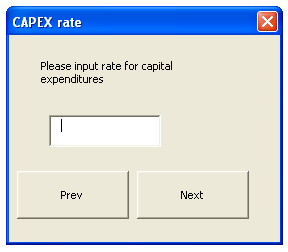 CAPEX rate
Please input rate for capital
expenditures
Prev
Next